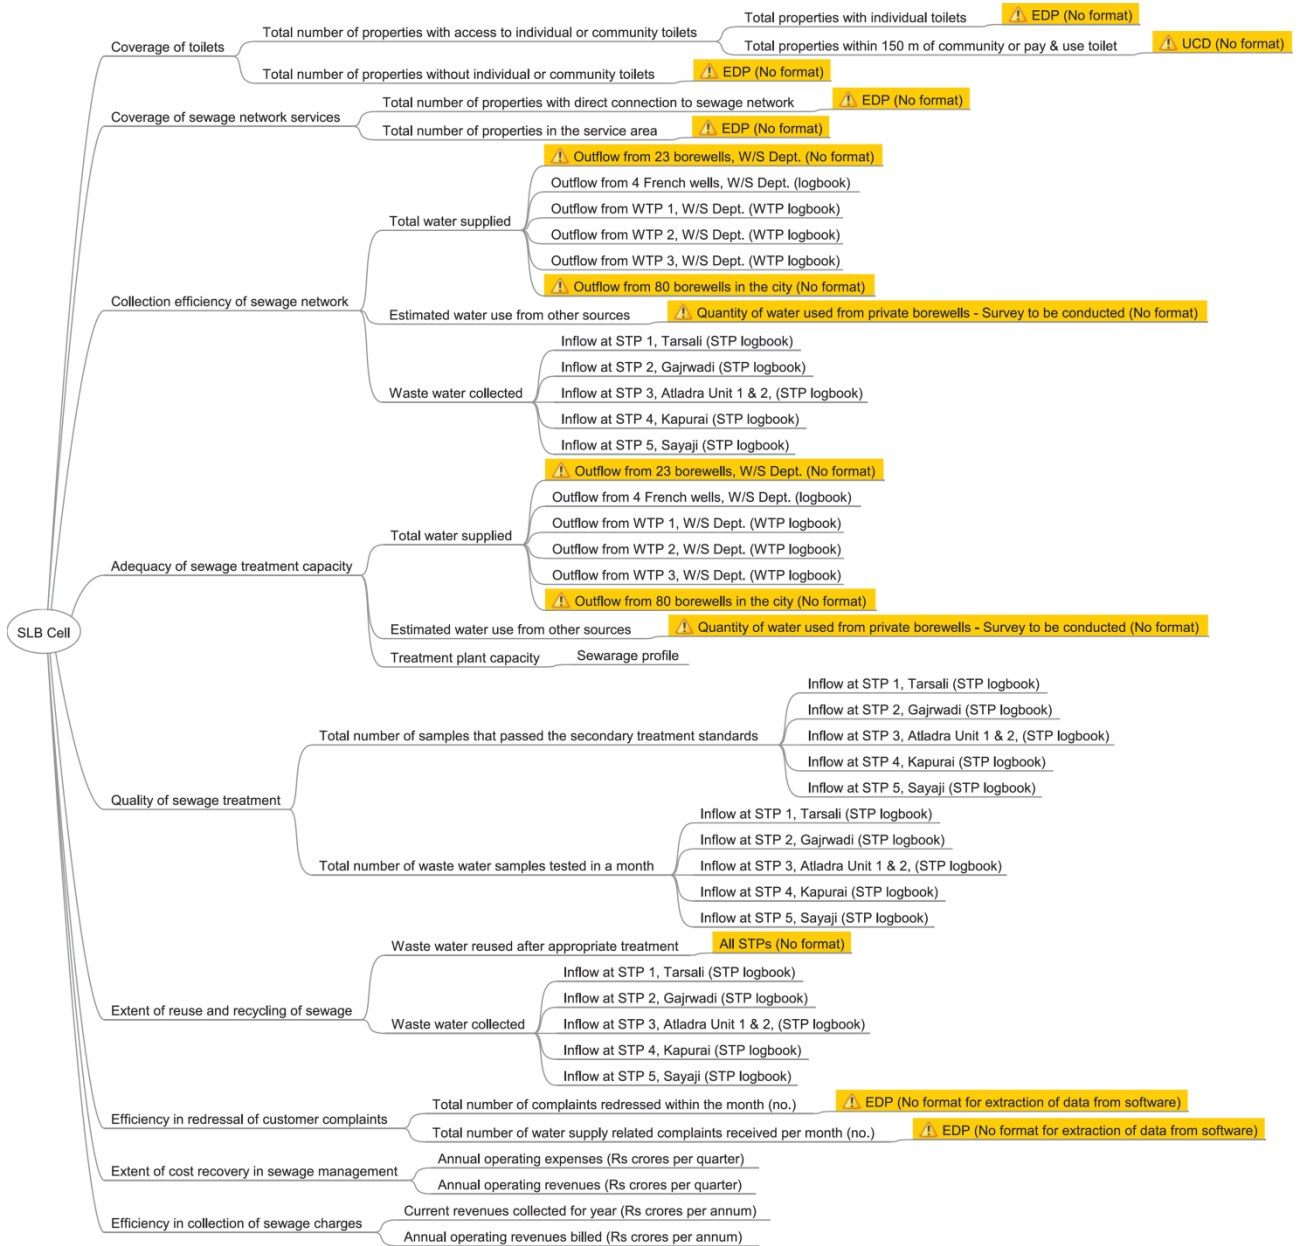 SLB Cell
Coverage of toilets
Total number of properties with access to individual or community toilets
Total properties with individual toilets
EDP (No format)
Total properties within 150 m of community or pay & use toilet
UCD (No format)
Total number of properties without individual or community toilets
EDP (No format)
Coverage of sewage network services
Total number of properties with direct connection to sewage network
EDP (No format)
Total number of properties in the service area
EDP (No format)
Collection efficiency of sewage network
Total water supplied
Outflow from 23 borewells, W/S Dept. (No format)
Outflow from 4 French wells, W/S Dept. (logbook)
Outflow from WTP 1, W/S Dept. (WTP logbook)
Outflow from WTP 2, W/S Dept. (WTP logbook)
Outflow from WTP 3, W/S Dept. (WTP logbook)
Outflow from 80 borewells in the city (No format)
Estimated water use from other sources
Quantity of water used from private borewells - Survey to be conducted (No format)
Waste water collected
Inflow at STP 1, Tarsali (STP logbook)
Inflow at STP 2, Gajrwadi (STP logbook)
Inflow at STP 3, Atladra Unit 1 & 2, (STP logbook)
Inflow at STP 4, Kapurai (STP logbook)
Inflow at STP 5, Sayaji (STP logbook)
Adequacy of sewage treatment capacity
Total water supplied
Outflow from 23 borewells, W/S Dept. (No format)
Outflow from 4 French wells, W/S Dept. (logbook)
Outflow from WTP 1, W/S Dept. (WTP logbook)
Outflow from WTP 2, W/S Dept. (WTP logbook)
Outflow from WTP 3, W/S Dept. (WTP logbook)
Outflow from 80 borewells in the city (No format)
Estimated water use from other sources
Quantity of water used from private borewells - Survey to be conducted (No format)
Treatment plant capacity
Sewarage profile
Quality of sewage treatment
Total number of samples that passed the secondary treatment standards
Inflow at STP 1, Tarsali (STP logbook)
Inflow at STP 2, Gajrwadi (STP logbook)
Inflow at STP 3, Atladra Unit 1 & 2, (STP logbook)
Inflow at STP 4, Kapurai (STP logbook)
Inflow at STP 5, Sayaji (STP logbook)
Total number of waste water samples tested in a month
Inflow at STP 1, Tarsali (STP logbook)
Inflow at STP 2, Gajrwadi (STP logbook)
Inflow at STP 3, Atladra Unit 1 & 2, (STP logbook)
Inflow at STP 4, Kapurai (STP logbook)
Inflow at STP 5, Sayaji (STP logbook)
Extent of reuse and recycling of sewage
Waste water reused after appropriate treatment
All STPs (No format)
Waste water collected
Inflow at STP 1, Tarsali (STP logbook)
Inflow at STP 2, Gajrwadi (STP logbook)
Inflow at STP 3, Atladra Unit 1 & 2, (STP logbook)
Inflow at STP 4, Kapurai (STP logbook)
Inflow at STP 5, Sayaji (STP logbook)
Efficiency in redressal of customer complaints
Total number of complaints redressed within the month (no.)
EDP (No format for extraction of data from software)
Total number of water supply related complaints received per month (no.)
EDP (No format for extraction of data from software)
Extent of cost recovery in sewage management
Annual operating expenses (Rs crores per quarter)
Annual operating revenues (Rs crores per quarter)
Efficiency in collection of sewage charges
Current revenues collected for year (Rs crores per annum)
Annual operating revenues billed (Rs crores per annum)